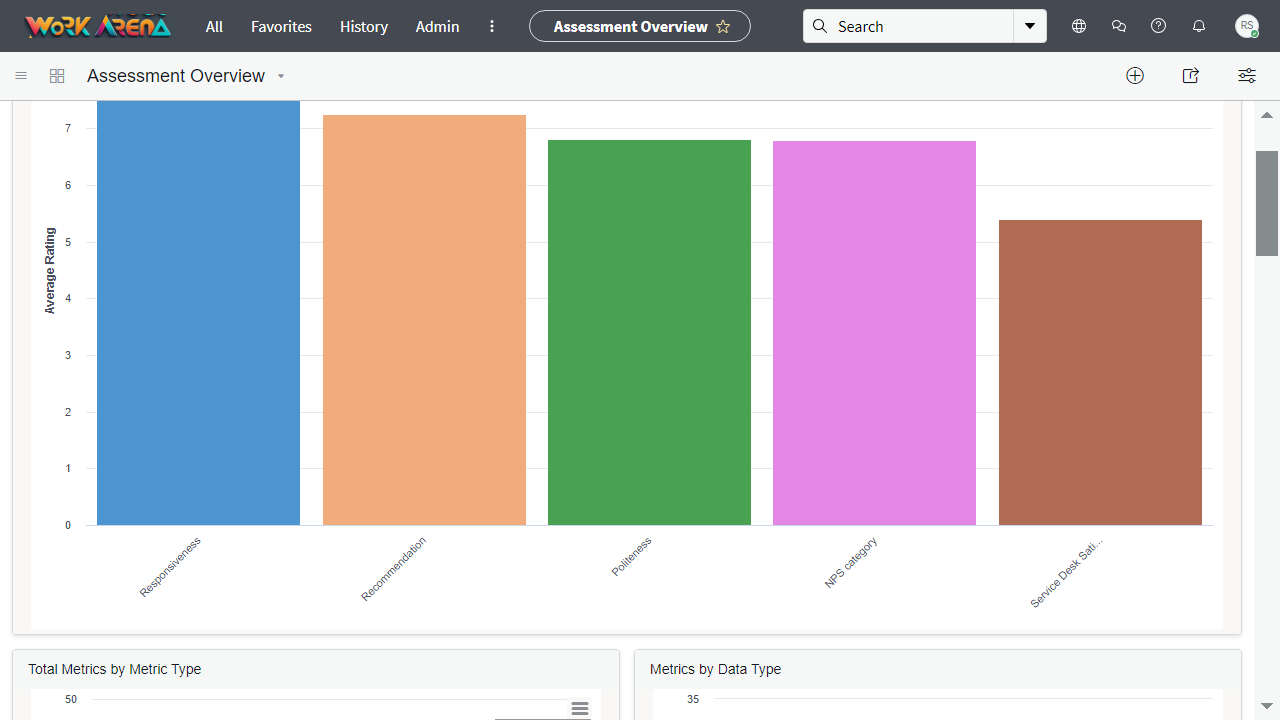 WORK ARENA
All
Favorites
History
Admin
Assessment Overview
Search
RS
Assessment Overview
Average Rating
7
6
5
4
3
2
1
0
Responsiveness
Recommendation
Politeness
NPS category
Service Desk Sati...
Total Metrics by Metric Type
50
Metrics by Data Type
35